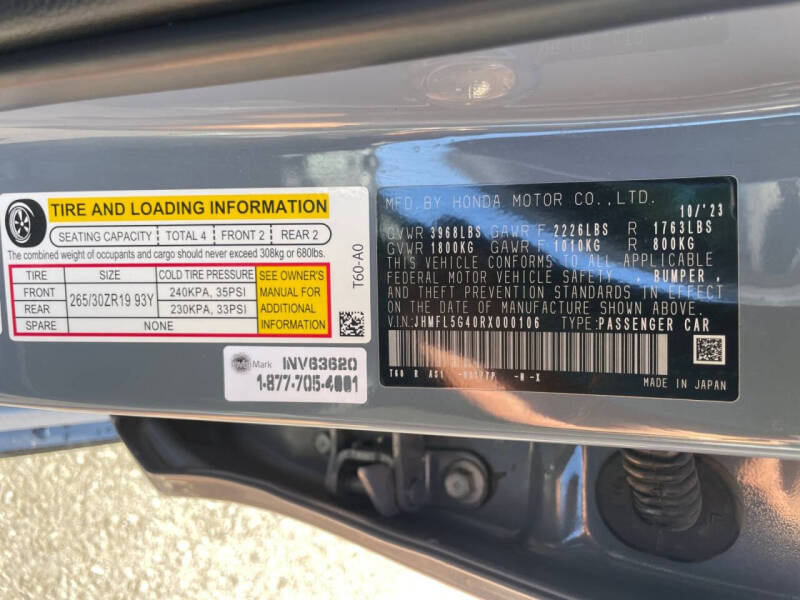 TIRE AND LOADING INFORMATION
SEATING CAPACITY TOTAL 4 FRONT 2 REAR 2
The combined weight of occupants and cargo should never exceed 308kg or 680lbs.
TIRE SIZE COLD TIRE PRESSURE SEE OWNER'S MANUAL FOR ADDITIONAL INFORMATION
FRONT 265/30ZR19 93Y 240KPA, 35PSI
REAR 230KPA, 33PSI
SPARE NONE
T60-A0
Mark INV63620
1-877-705-4001
MFD. BY HONDA MOTOR CO., LTD.
10/'23
GVWR 3968LBS GAWR F 2226LBS R 1763LBS
GVWR 1800KG GAWR F 1010KG R 800KG
THIS VEHICLE CONFORMS TO ALL APPLICABLE
FEDERAL MOTOR VEHICLE SAFETY, BUMPER,
AND THEFT PREVENTION STANDARDS IN EFFECT
ON THE DATE OF MANUFACTURE SHOWN ABOVE.
V.I.N: JHMFL5G40RX000106 TYPE: PASSENGER CAR
T60 R AS1 -N-X
MADE IN JAPAN